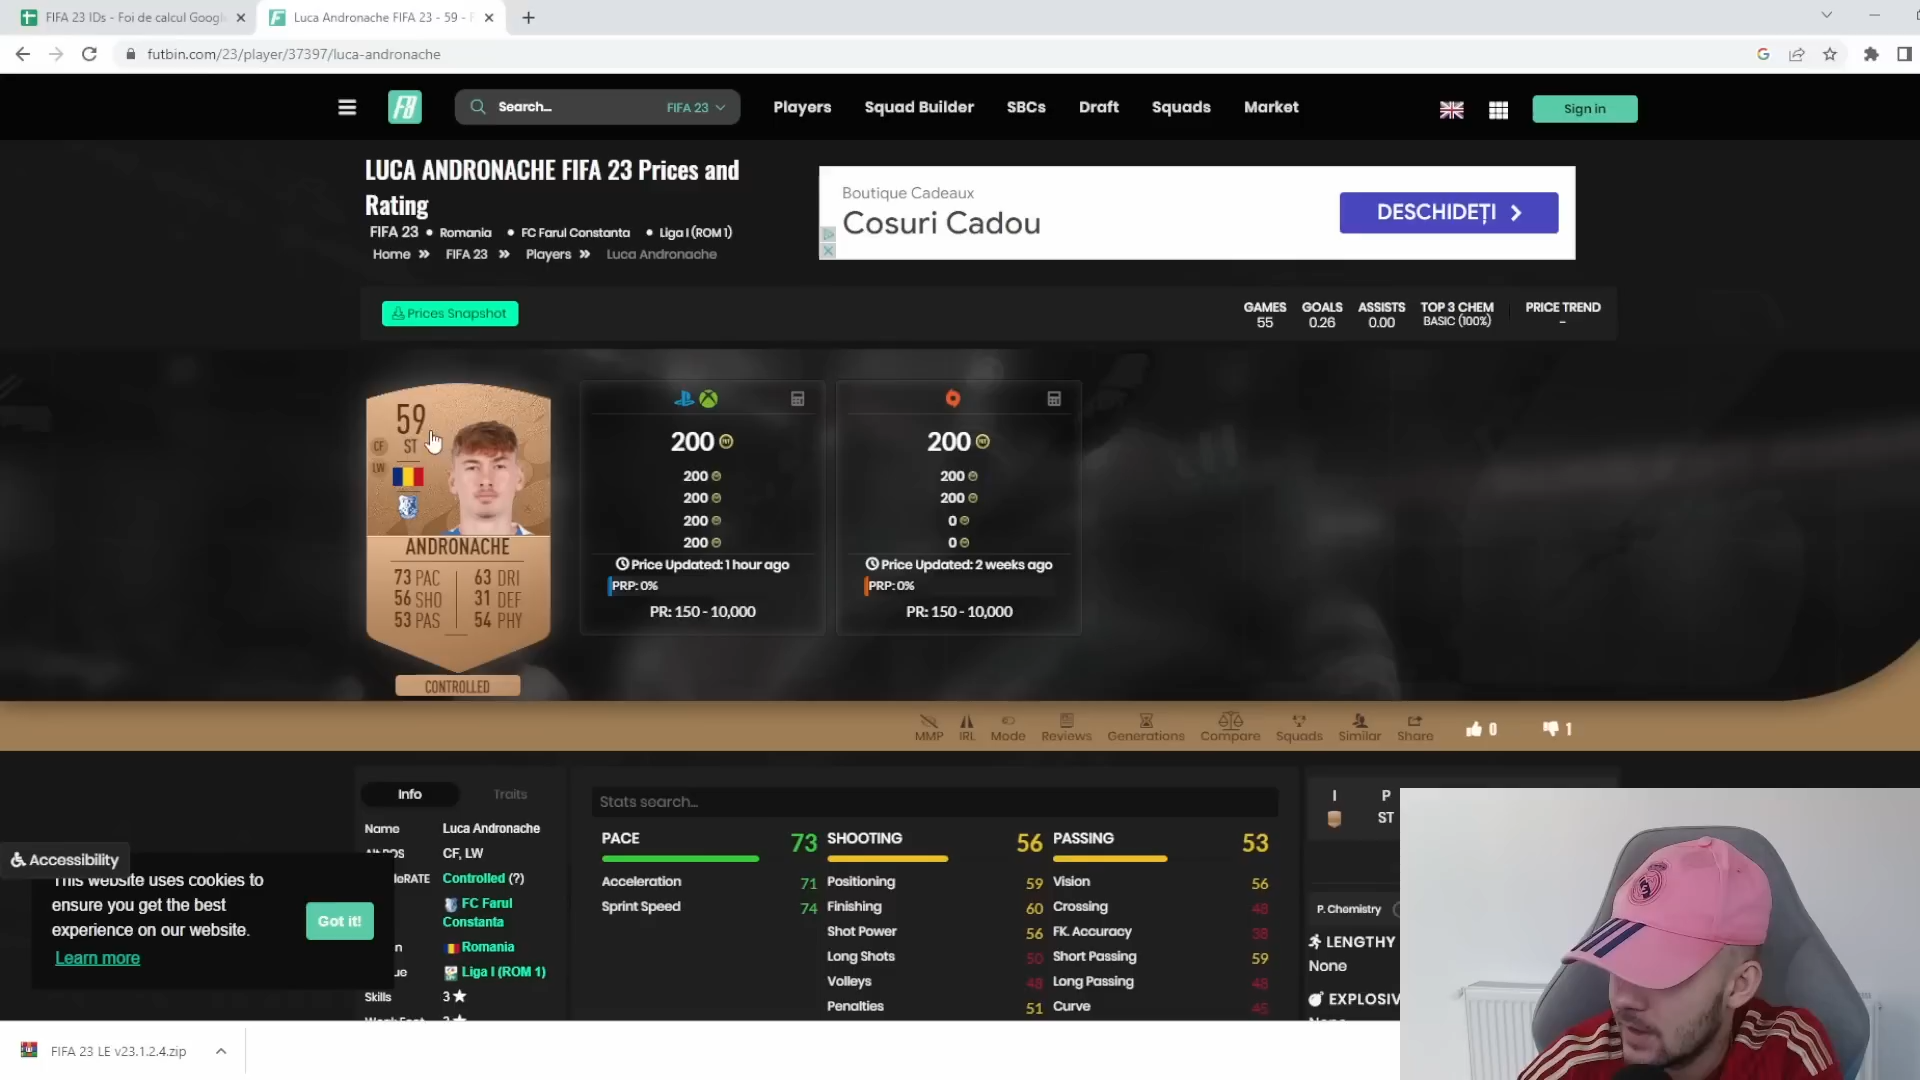 FIFA 23 IDs - Foi de calcul Googl
Luca Andronache FIFA 23 - 59 -
futbin.com/23/player/37397/luca-andronache
Search...
FIFA 23
Players
Squad Builder
SBCs
Draft
Squads
Market
Sign in
LUCA ANDRONACHE FIFA 23 Prices and
Rating
FIFA 23 • Romania • FC Farul Constanta • Liga I (ROM 1)
Home » FIFA 23 » Players » Luca Andronache
Boutique Cadeaux
Cosuri Cadou
DESCHIDEȚI
Prices Snapshot
GAMES
55
GOALS
0.26
ASSISTS
0.00
TOP 3 CHEM
BASIC (100%)
PRICE TREND
-
59
ST
CF
LW
ANDRONACHE
73 PAC
63 DRI
56 SHO
31 DEF
53 PAS
54 PHY
CONTROLLED
200
200
200
200
200
Price Updated: 1 hour ago
PRP: 0%
PR: 150 - 10,000
200
200
200
0
0
Price Updated: 2 weeks ago
PRP: 0%
PR: 150 - 10,000
MMP
IRL
Mode
Reviews
Generations
Compare
Squads
Similar
Share
0
1
Info
Traits
Name Luca Andronache
CF, LW
Controlled (?)
FC Farul
Constanta
Romania
Liga I (ROM 1)
Skills 3★
Stats search...
PACE 73
Acceleration 71
Sprint Speed 74
SHOOTING 56
Positioning 59
Finishing 60
Shot Power 56
Long Shots 50
Volleys 48
Penalties 51
PASSING 53
Vision 56
Crossing 48
FK. Accuracy 38
Short Passing 59
Long Passing 48
Curve 45
I P
ST
P. Chemistry
LENGTHY
None
EXPLOSIV
Accessibility
This website uses cookies to
ensure you get the best
experience on our website.
Learn more
Got it!
FIFA 23 LE v23.1.2.4.zip